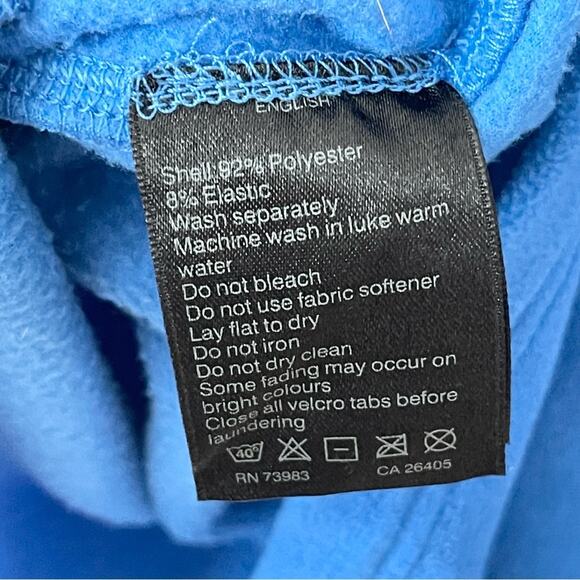 ENGLISH
Shell: 92% Polyester
8% Elastic
Wash separately
Machine wash in luke warm
water
Do not bleach
Do not use fabric softener
Lay flat to dry
Do not iron
Do not dry clean
Some fading may occur on
bright colours
Close all velcro tabs before
laundering
40°
RN 73983 CA 26405